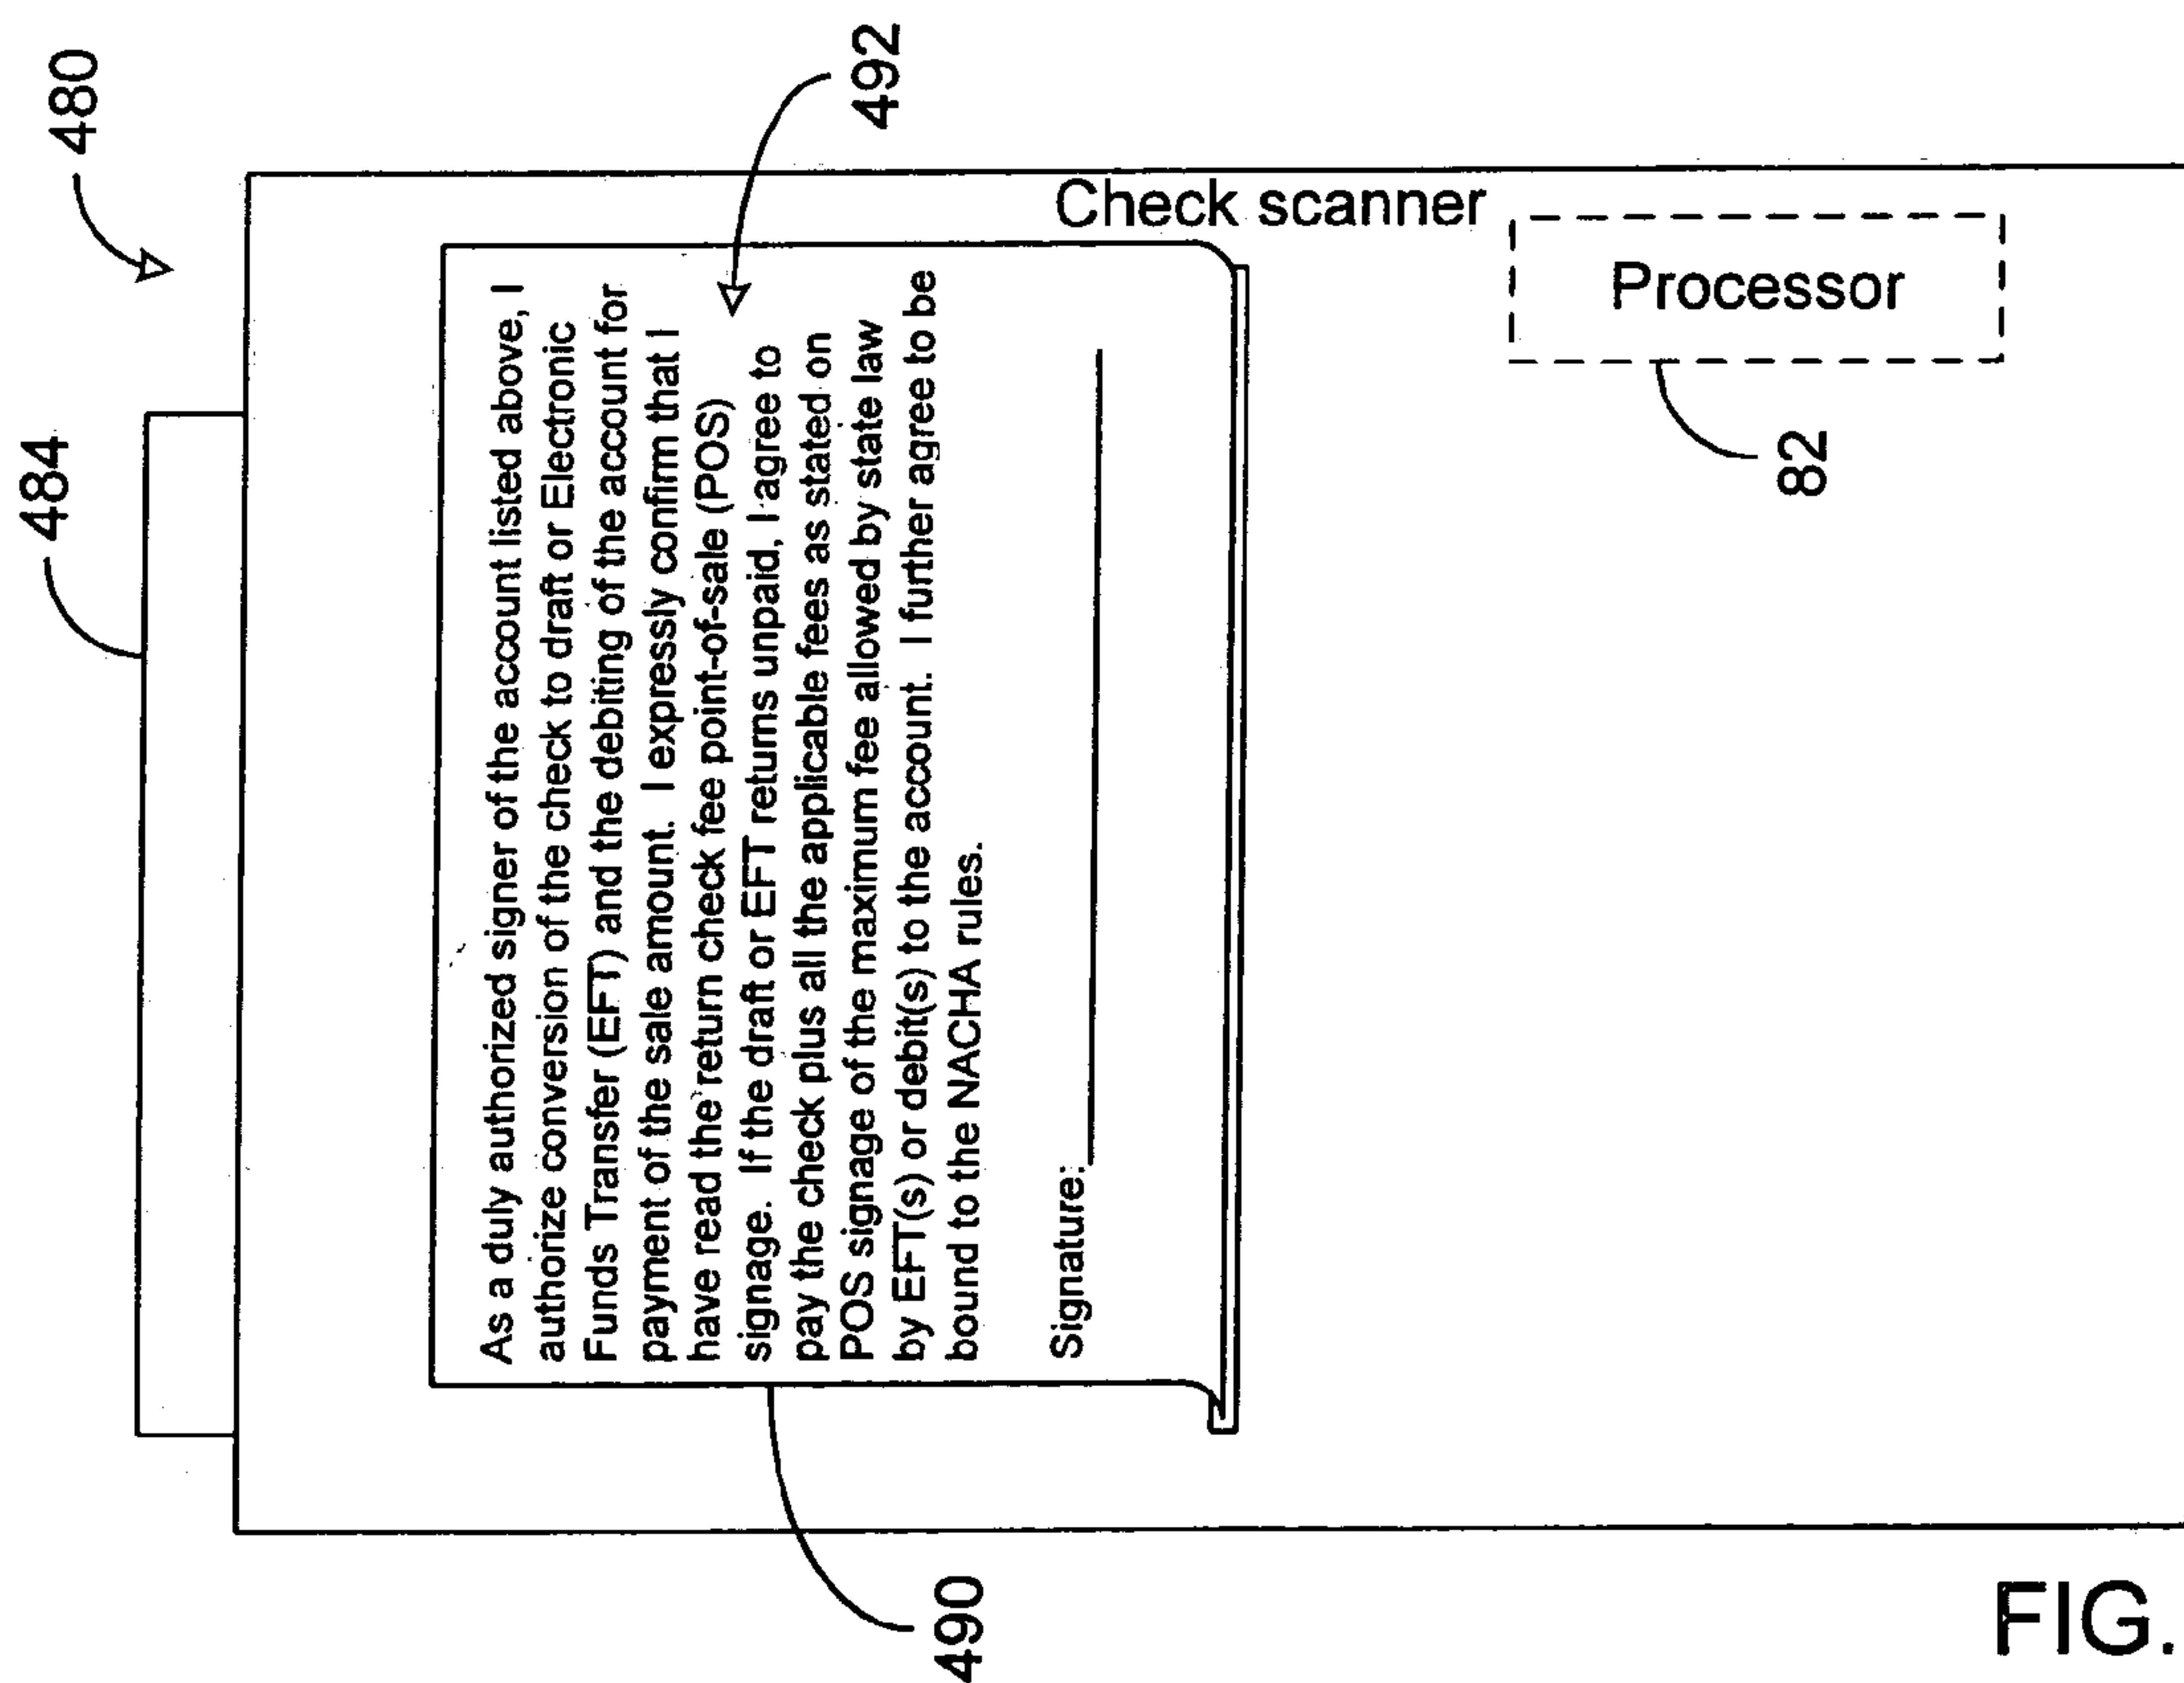 480
484
492
Check scanner
Processor
82
As a duly authorized signer of the account listed above, I
authorize conversion of the check to draft or Electronic
Funds Transfer (EFT) and the debiting of the account for
payment of the sale amount. I expressly confirm that I
have read the return check fee point-of-sale (POS)
signage. If the draft or EFT returns unpaid, I agree to
pay the check plus all the applicable fees as stated on
POS signage of the maximum fee allowed by state law
by EFT(s) or debit(s) to the account. I further agree to be
bound to the NACHA rules.
Signature:
490
FIG.